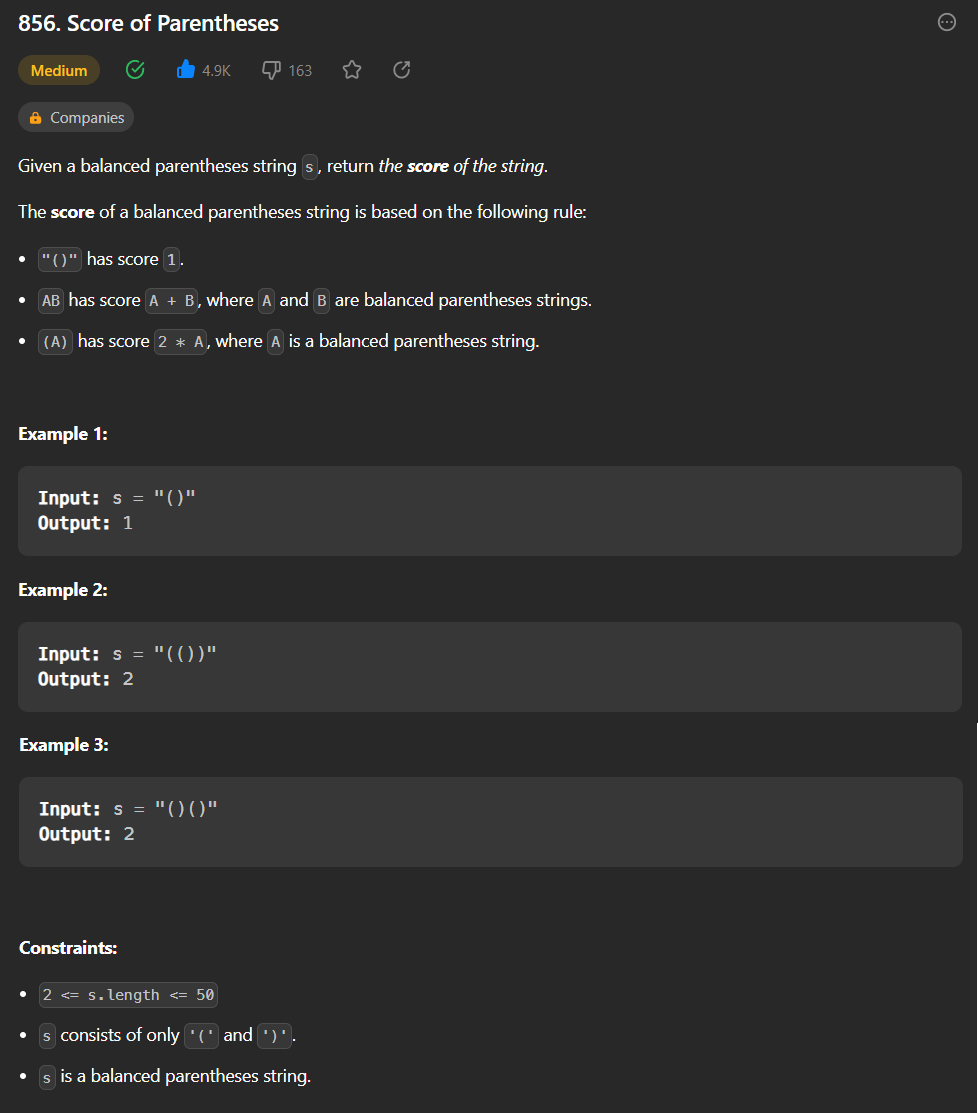 856. Score of Parentheses
Medium 4.9K 163
Companies
Given a balanced parentheses string s, return the score of the string.
The score of a balanced parentheses string is based on the following rule:
• "()" has score 1.
• AB has score A + B, where A and B are balanced parentheses strings.
• (A) has score 2 * A, where A is a balanced parentheses string.
Example 1:
Input: s = "()"
Output: 1
Example 2:
Input: s = "(())"
Output: 2
Example 3:
Input: s = "()()"
Output: 2
Constraints:
• 2 <= s.length <= 50
• s consists of only '(' and ')'.
• s is a balanced parentheses string.